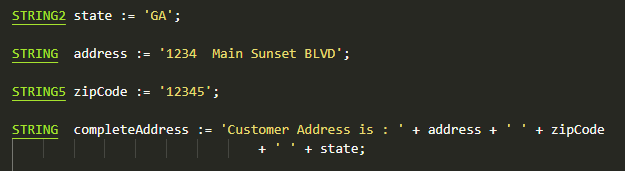 STRING2 state := 'GA';
STRING  address := '1234  Main Sunset BLVD';
STRING5 zipCode := '12345';
STRING  completeAddress := 'Customer Address is : ' + address + ' ' + zipCode
+ ' ' + state;